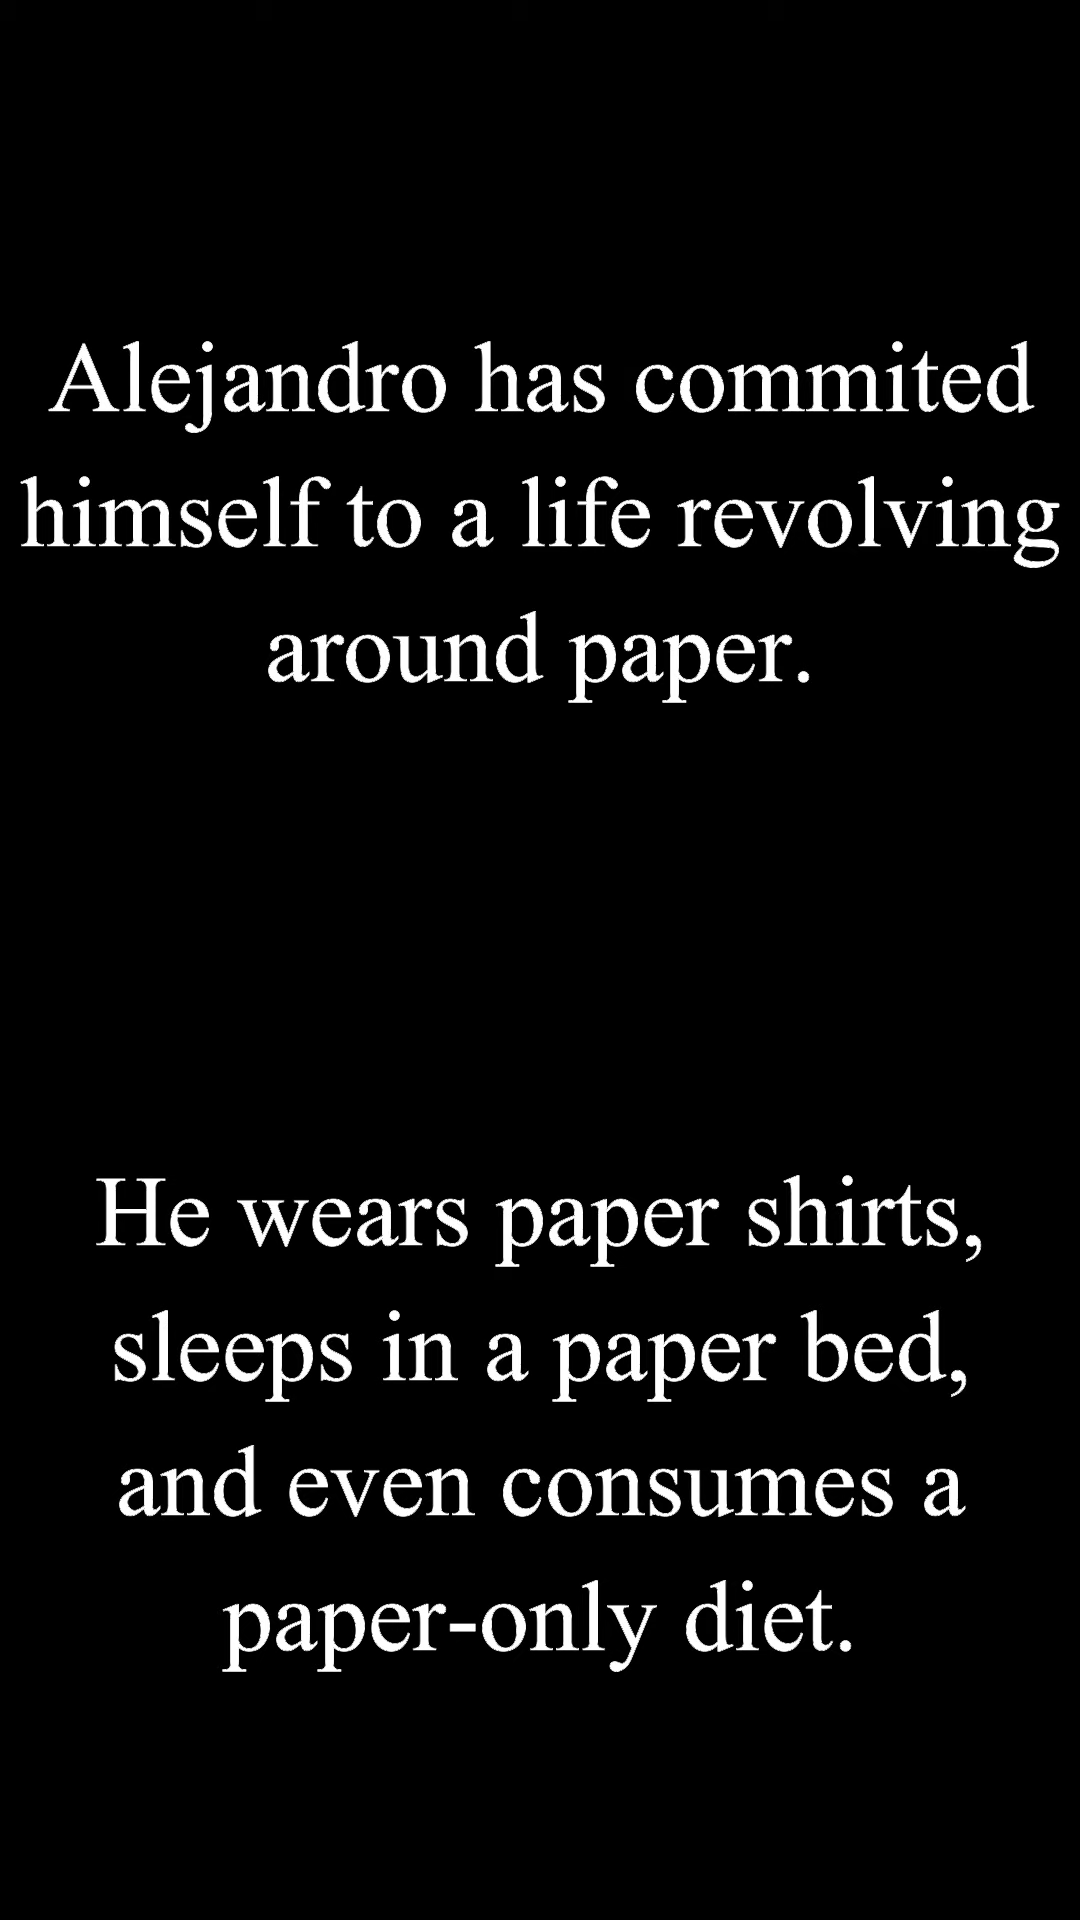 Alejandro has commited
himself to a life revolving
around paper.
He wears paper shirts,
sleeps in a paper bed,
and even consumes a
paper-only diet.